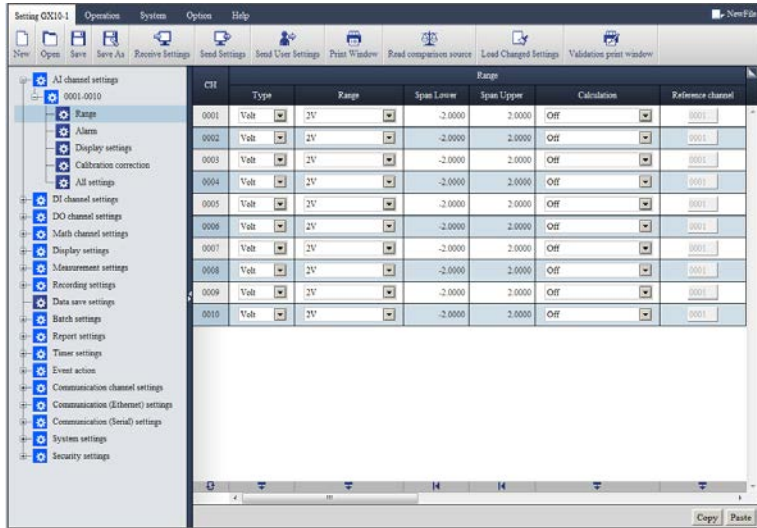 Setting GX10-1 Operation System Option Help NewFile
New Open Save Save As Receive Settings Send Settings Send User Settings Print Window Read comparison source Load Changed Settings Validation print window
AI channel settings
0001-0010
Range
Alarm
Display settings
Calibration correction
All settings
DI channel settings
DO channel settings
Math channel settings
Display settings
Measurement settings
Recording settings
Data save settings
Batch settings
Report settings
Timer settings
Event action
Communication channel settings
Communication (Ethernet) settings
Communication (Serial) settings
System settings
Security settings
CH Range
Type Range Span Lower Span Upper Calculation Reference channel
0001 Volt 2V -2.0000 2.0000 Off 0001
0002 Volt 2V -2.0000 2.0000 Off 0001
0003 Volt 2V -2.0000 2.0000 Off 0001
0004 Volt 2V -2.0000 2.0000 Off 0001
0005 Volt 2V -2.0000 2.0000 Off 0001
0006 Volt 2V -2.0000 2.0000 Off 0001
0007 Volt 2V -2.0000 2.0000 Off 0001
0008 Volt 2V -2.0000 2.0000 Off 0001
0009 Volt 2V -2.0000 2.0000 Off 0001
0010 Volt 2V -2.0000 2.0000 Off 0001
Copy Paste